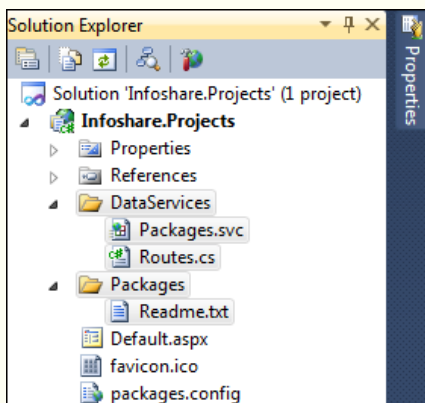 Solution Explorer
Properties
Solution 'Infoshare.Projects' (1 project)
Infoshare.Projects
Properties
References
DataServices
Packages.svc
Routes.cs
Packages
Readme.txt
Default.aspx
favicon.ico
packages.config